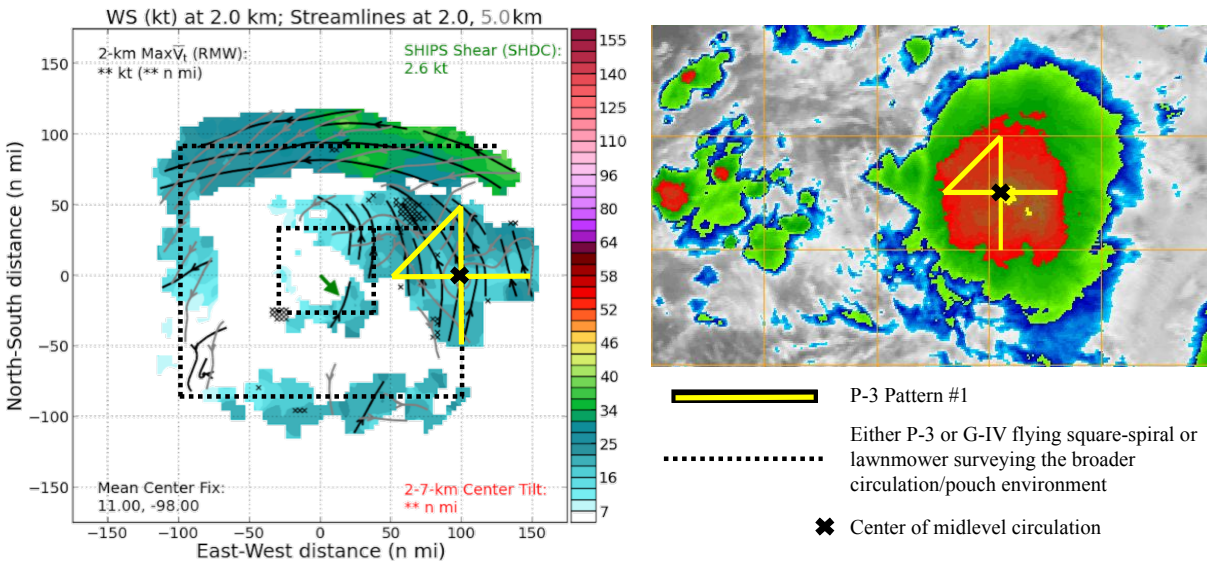 WS (kt) at 2.0 km; Streamlines at 2.0, 5.0km
2-km MaxV̅t (RMW):
** kt (** n mi)
SHIPS Shear (SHDC):
2.6 kt
Mean Center Fix:
11.00, -98.00
2-7-km Center Tilt:
** n mi
North-South distance (n mi)
150
100
50
0
−50
−100
−150
−150
−100
−50
0
50
100
150
East-West distance (n mi)
155
140
125
110
96
80
64
58
52
46
40
34
25
16
7
P-3 Pattern #1
Either P-3 or G-IV flying square-spiral or
lawnmower surveying the broader
circulation/pouch environment
Center of midlevel circulation